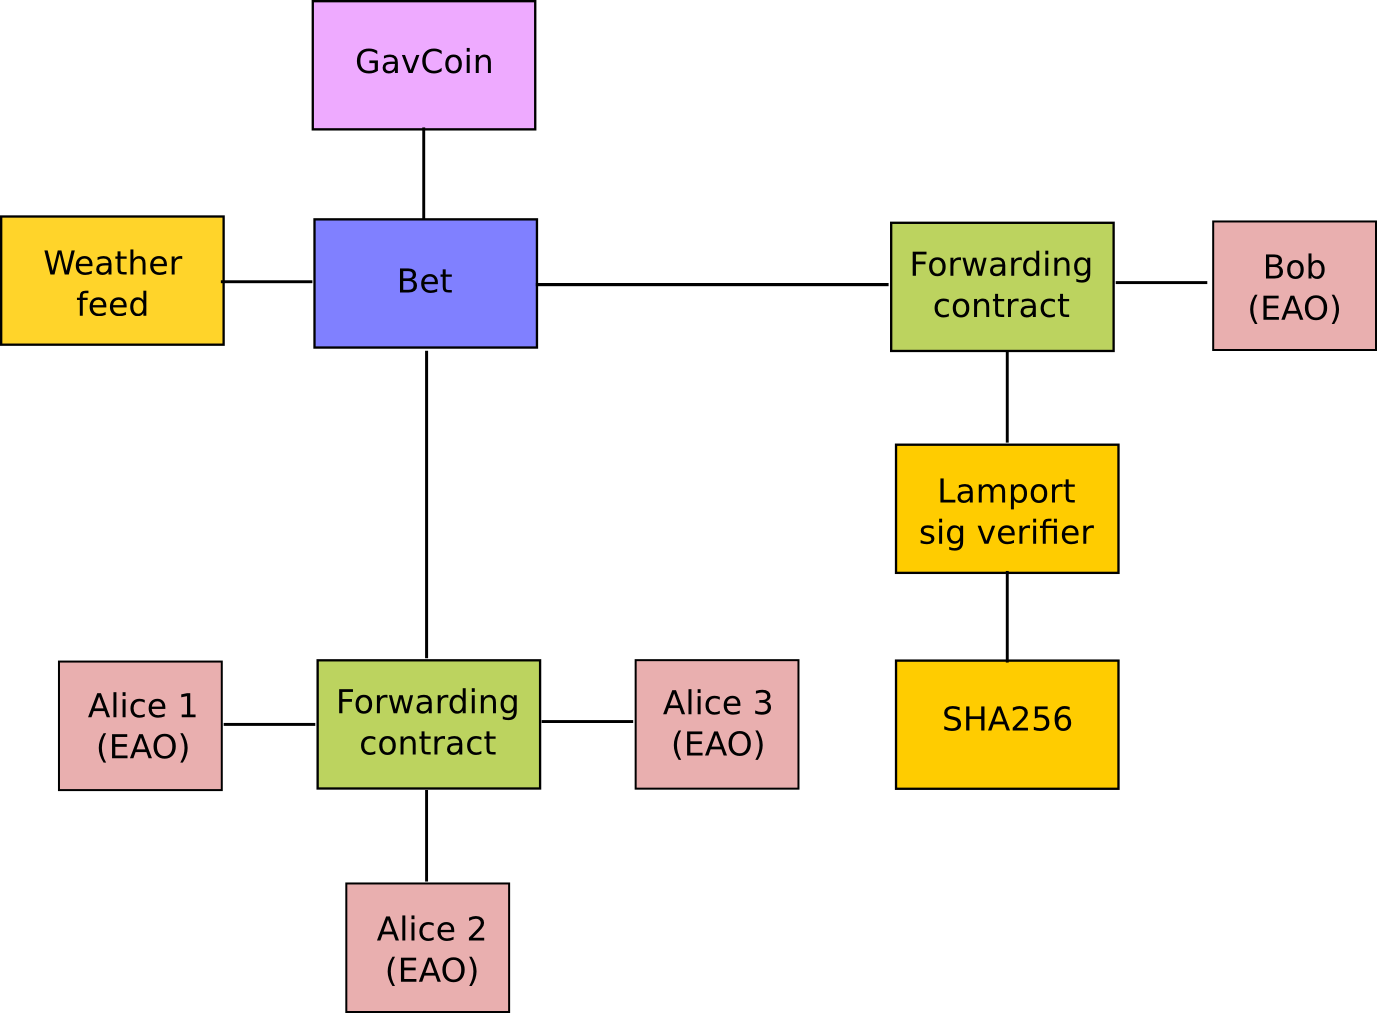 GavCoin
Weather
feed
Bet
Forwarding
contract
Bob
(EAO)
Lamport
sig verifier
Alice 1
(EAO)
Forwarding
contract
Alice 3
(EAO)
SHA256
Alice 2
(EAO)